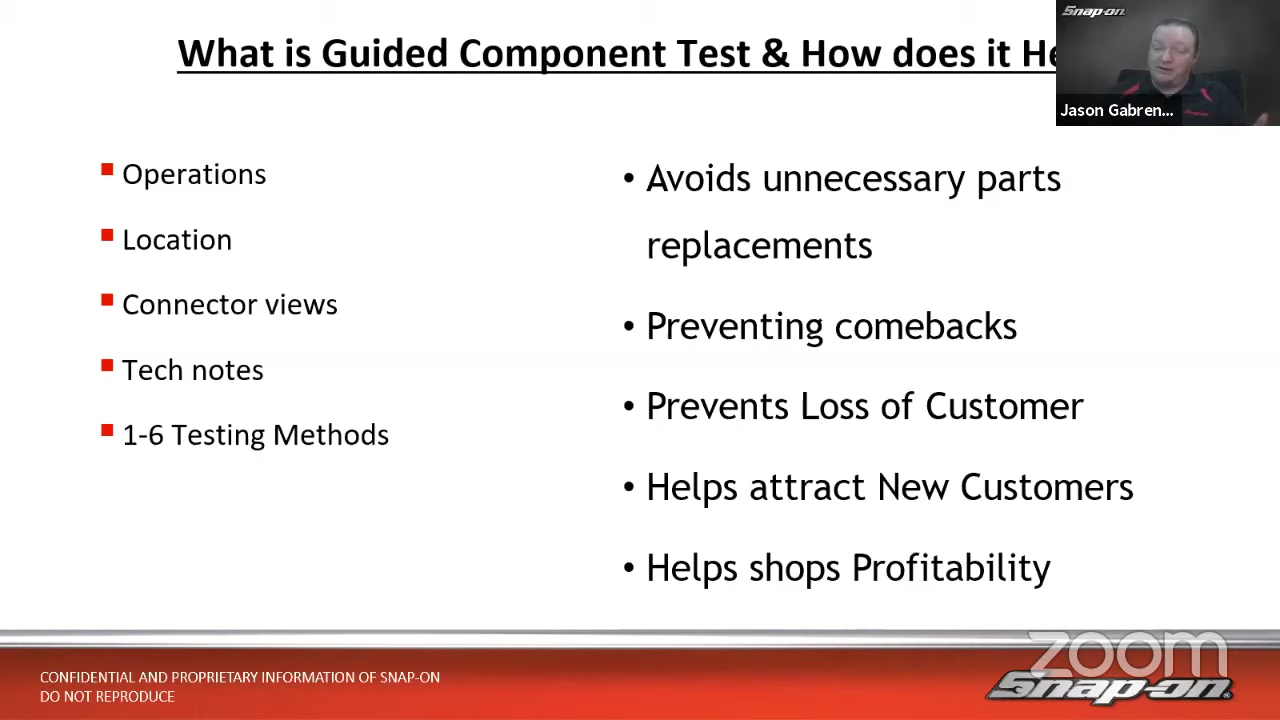 What is Guided Component Test & How does it He
Snap-on
Jason Gabren...
Operations
Location
Connector views
Tech notes
1-6 Testing Methods
• Avoids unnecessary parts
replacements
• Preventing comebacks
• Prevents Loss of Customer
• Helps attract New Customers
• Helps shops Profitability
CONFIDENTIAL AND PROPRIETARY INFORMATION OF SNAP-ON
DO NOT REPRODUCE
zoom
Snap-on